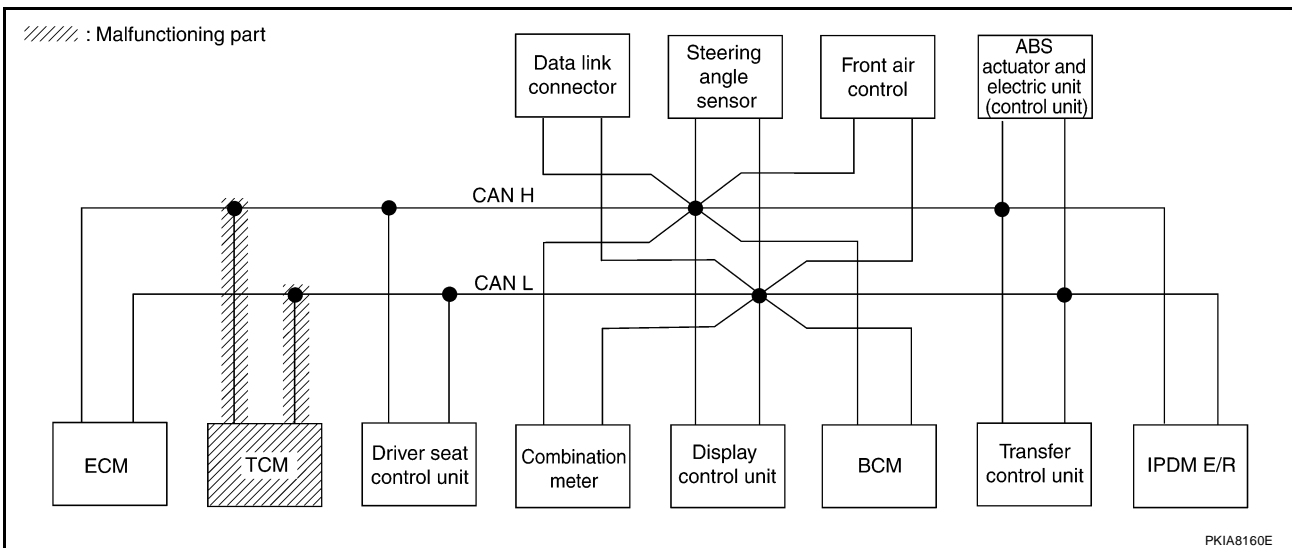 : Malfunctioning part
Data link
connector
Steering
angle
sensor
Front air
control
ABS
actuator and
electric unit
(control unit)
CAN H
CAN L
ECM
TCM
Driver seat
control unit
Combination
meter
Display
control unit
BCM
Transfer
control unit
IPDM E/R
PKIA8160E